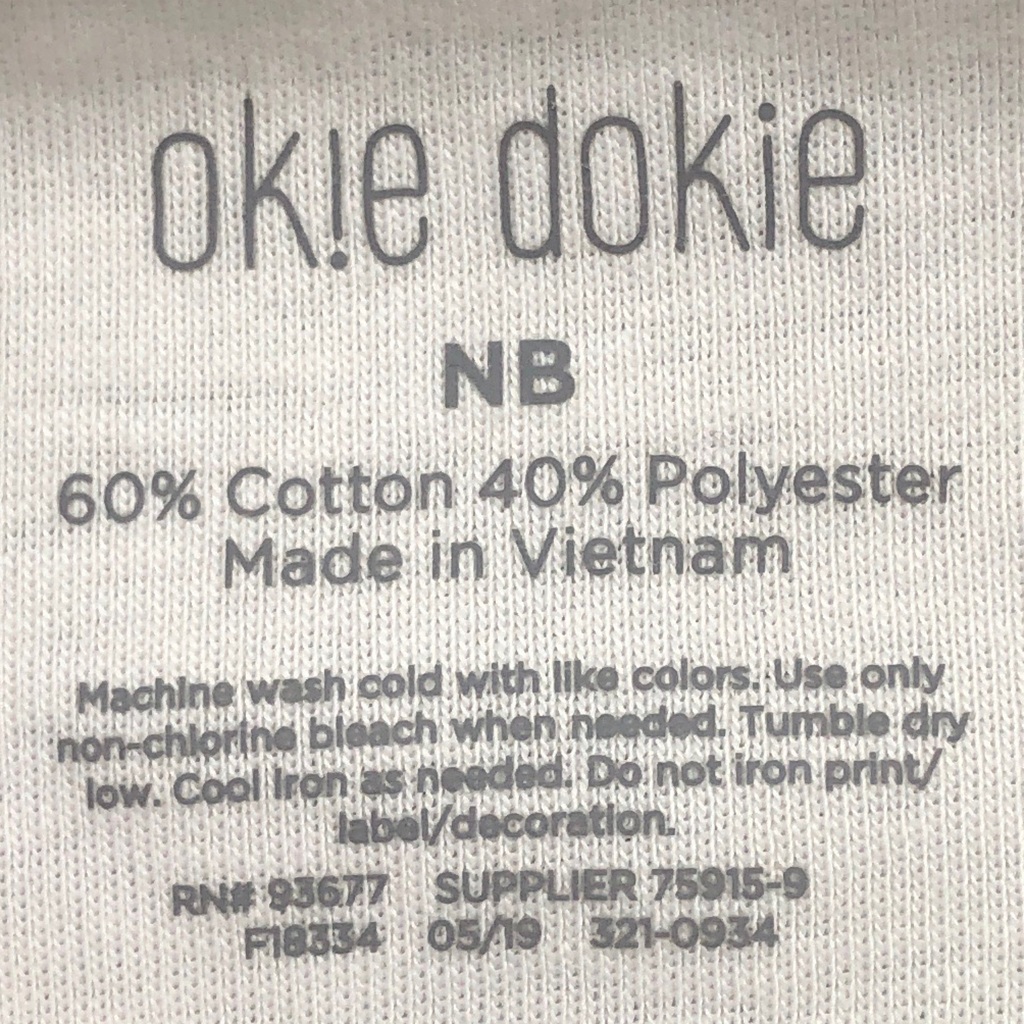 ok!e dokie
NB
60% Cotton 40% Polyester
Made in Vietnam
Machine wash cold with like colors. Use only
non-chlorine bleach when needed. Tumble dry
low. Cool iron as needed. Do not iron print/
label/decoration.
RN# 93677 SUPPLIER 75915-9
F18334 05/19 321-0934